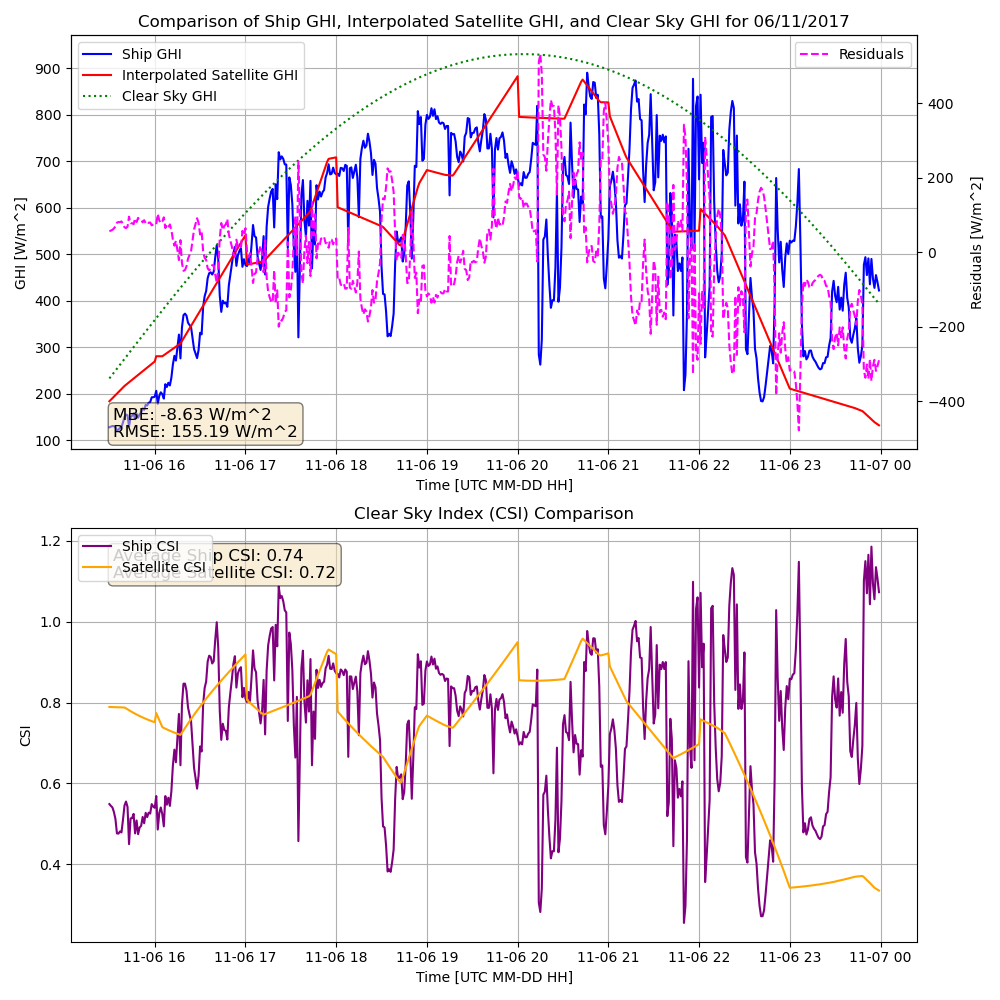 Comparison of Ship GHI, Interpolated Satellite GHI, and Clear Sky GHI for 06/11/2017
Ship GHI
Interpolated Satellite GHI
Clear Sky GHI
Residuals
GHI [W/m^2]
900
800
700
600
500
400
300
200
100
MBE: -8.63 W/m^2
RMSE: 155.19 W/m^2
400
200
0
−200
−400
Residuals [W/m^2]
11-06 16 11-06 17 11-06 18 11-06 19 11-06 20 11-06 21 11-06 22 11-06 23 11-07 00
Time [UTC MM-DD HH]
Clear Sky Index (CSI) Comparison
Ship CSI
Satellite CSI
Average Ship CSI: 0.74
Average Satellite CSI: 0.72
CSI
1.2
1.0
0.8
0.6
0.4
11-06 16 11-06 17 11-06 18 11-06 19 11-06 20 11-06 21 11-06 22 11-06 23 11-07 00
Time [UTC MM-DD HH]